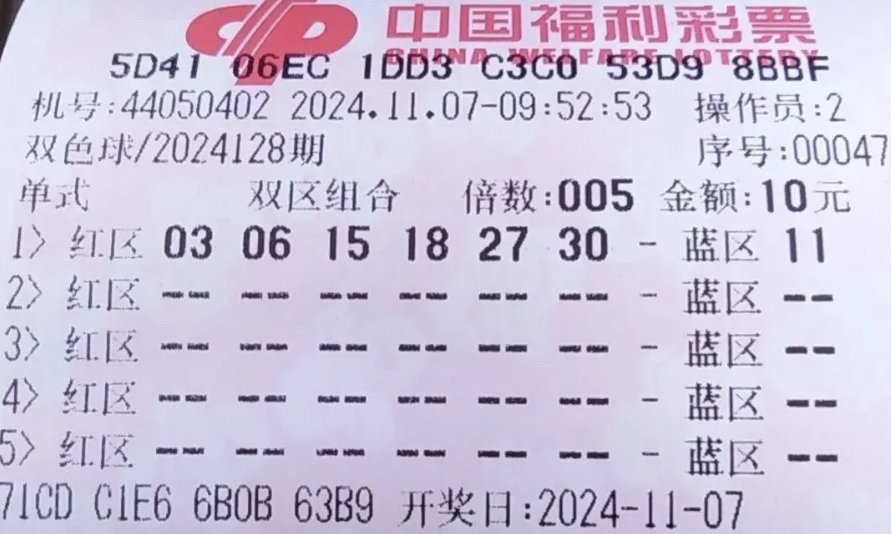 中国福利彩票
CHINA WELFARE LOTTERY
5D41 06EC 1DD3 C3C0 53D9 8BBF
机号:44050402 2024.11.07-09:52:53 操作员:2
双色球/2024128期 序号:00047
单式 双区组合 倍数:005 金额:10元
1> 红区 03 06 15 18 27 30 - 蓝区 11
2> 红区 -- -- -- -- -- -- - 蓝区 --
3> 红区 -- -- -- -- -- -- - 蓝区 --
4> 红区 -- -- -- -- -- -- - 蓝区 --
5> 红区 -- -- -- -- -- -- - 蓝区 --
71CD C1E6 6B0B 63B9 开奖日:2024-11-07